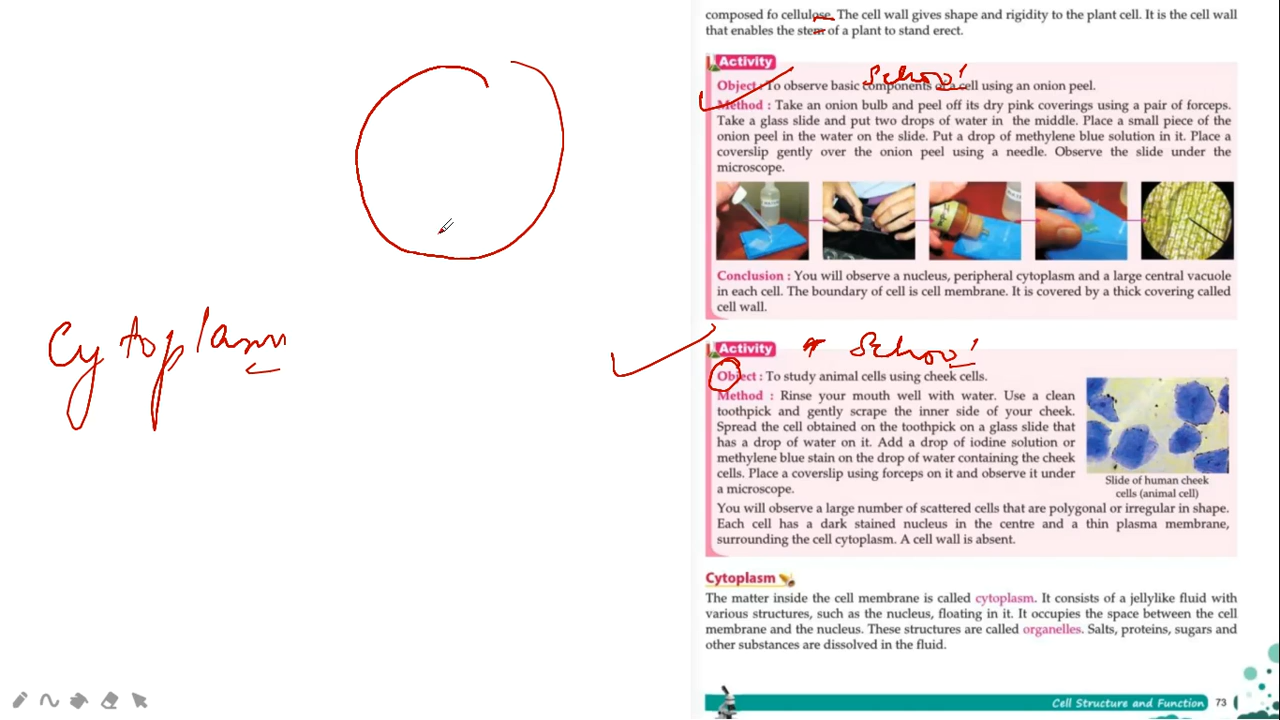 Cytoplasm
composed fo cellulose. The cell wall gives shape and rigidity to the plant cell. It is the cell wall
that enables the stem of a plant to stand erect.
Activity
School
Object : To observe basic components of a cell using an onion peel.
Method : Take an onion bulb and peel off its dry pink coverings using a pair of forceps.
Take a glass slide and put two drops of water in the middle. Place a small piece of the
onion peel in the water on the slide. Put a drop of methylene blue solution in it. Place a
coverslip gently over the onion peel using a needle. Observe the slide under the
microscope.
Conclusion : You will observe a nucleus, peripheral cytoplasm and a large central vacuole
in each cell. The boundary of cell is cell membrane. It is covered by a thick covering called
cell wall.
Activity
School
Object : To study animal cells using cheek cells.
Method : Rinse your mouth well with water. Use a clean
toothpick and gently scrape the inner side of your cheek.
Spread the cell obtained on the toothpick on a glass slide that
has a drop of water on it. Add a drop of iodine solution or
methylene blue stain on the drop of water containing the cheek
cells. Place a coverslip using forceps on it and observe it under
a microscope.
Slide of human cheek
cells (animal cell)
You will observe a large number of scattered cells that are polygonal or irregular in shape.
Each cell has a dark stained nucleus in the centre and a thin plasma membrane,
surrounding the cell cytoplasm. A cell wall is absent.
Cytoplasm
The matter inside the cell membrane is called cytoplasm. It consists of a jellylike fluid with
various structures, such as the nucleus, floating in it. It occupies the space between the cell
membrane and the nucleus. These structures are called organelles. Salts, proteins, sugars and
other substances are dissolved in the fluid.
Cell Structure and Function 73